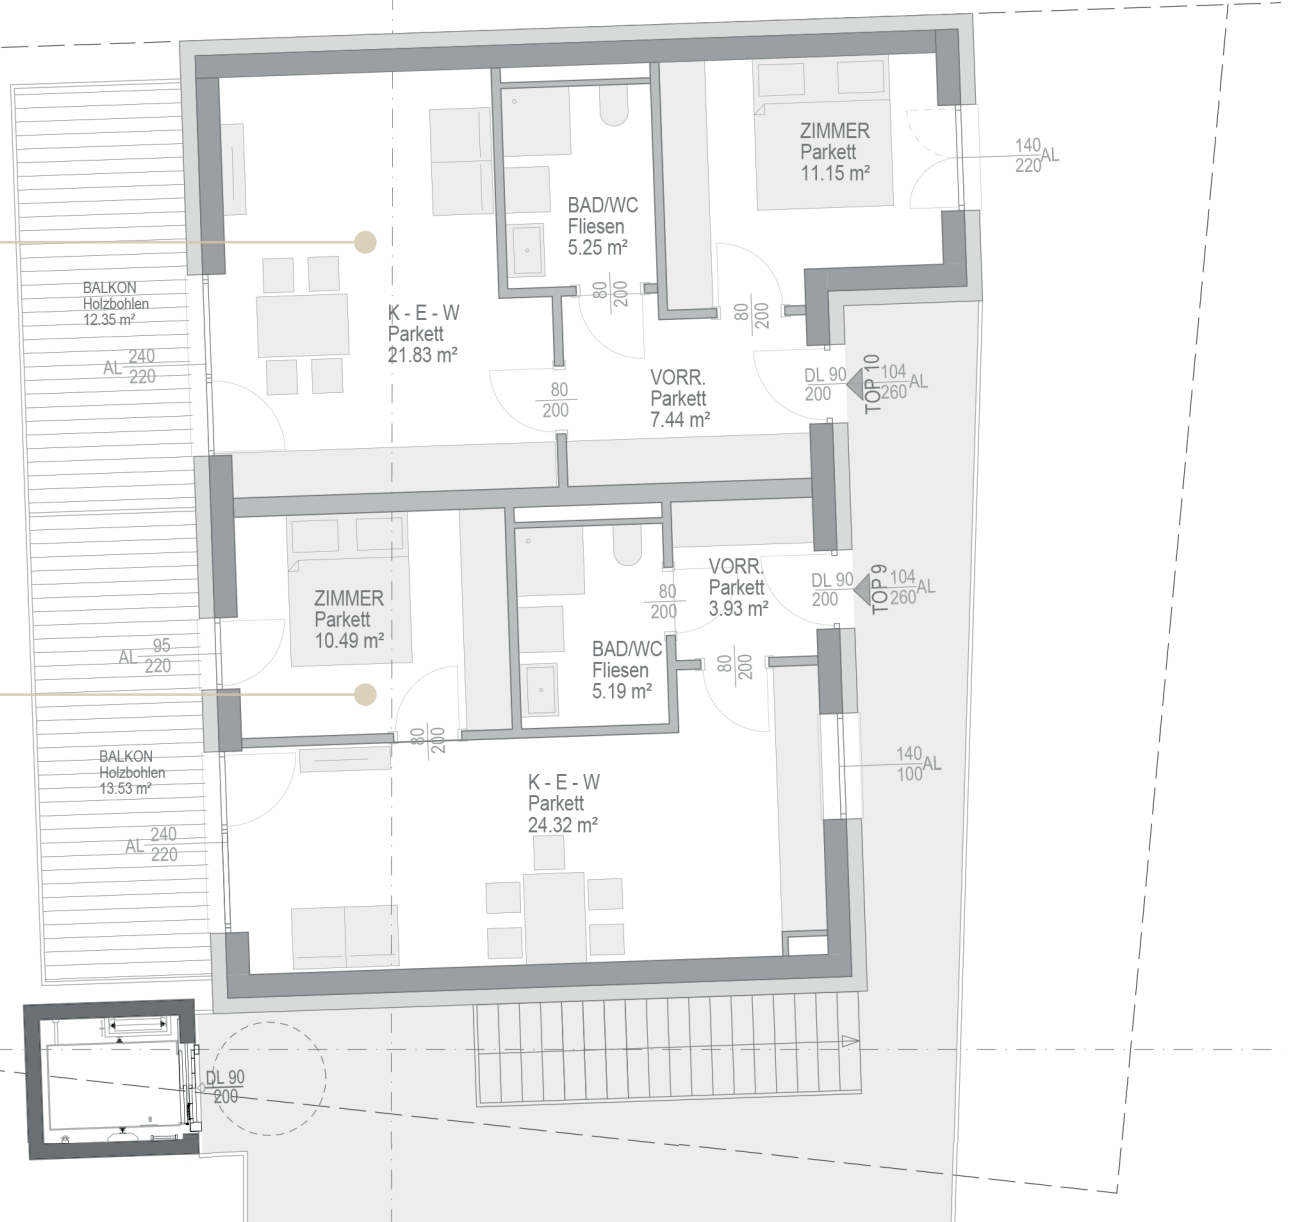 ZIMMER
Parkett
11.15 m²
140
220
AL
BAD/WC
Fliesen
5.25 m²
80
200
80
200
BALKON
Holzbohlen
12.35 m²
K - E - W
Parkett
21.83 m²
AL
240
220
80
200
VORR.
Parkett
7.44 m²
DL 90
200
TOP 10
104
260
AL
ZIMMER
Parkett
10.49 m²
AL
95
220
80
200
VORR.
Parkett
3.93 m²
DL 90
200
TOP 9
104
260
AL
BAD/WC
Fliesen
5.19 m²
80
200
80
200
BALKON
Holzbohlen
13.53 m²
AL
240
220
K - E - W
Parkett
24.32 m²
140
100
AL
DL 90
200